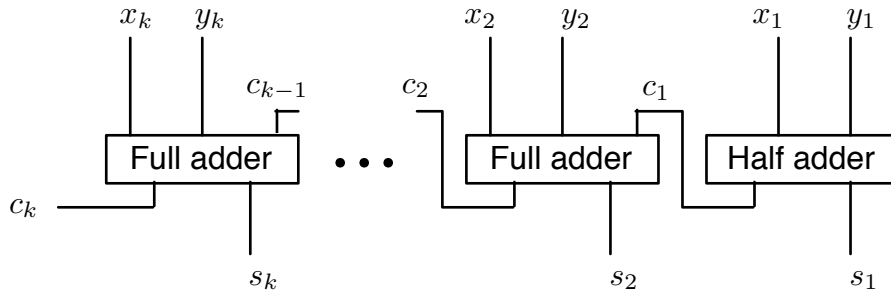 x_k y_k x_2 y_2 x_1 y_1
c_{k−1} c_2 c_1
Full adder • • • Full adder Half adder
c_k
s_k s_2 s_1